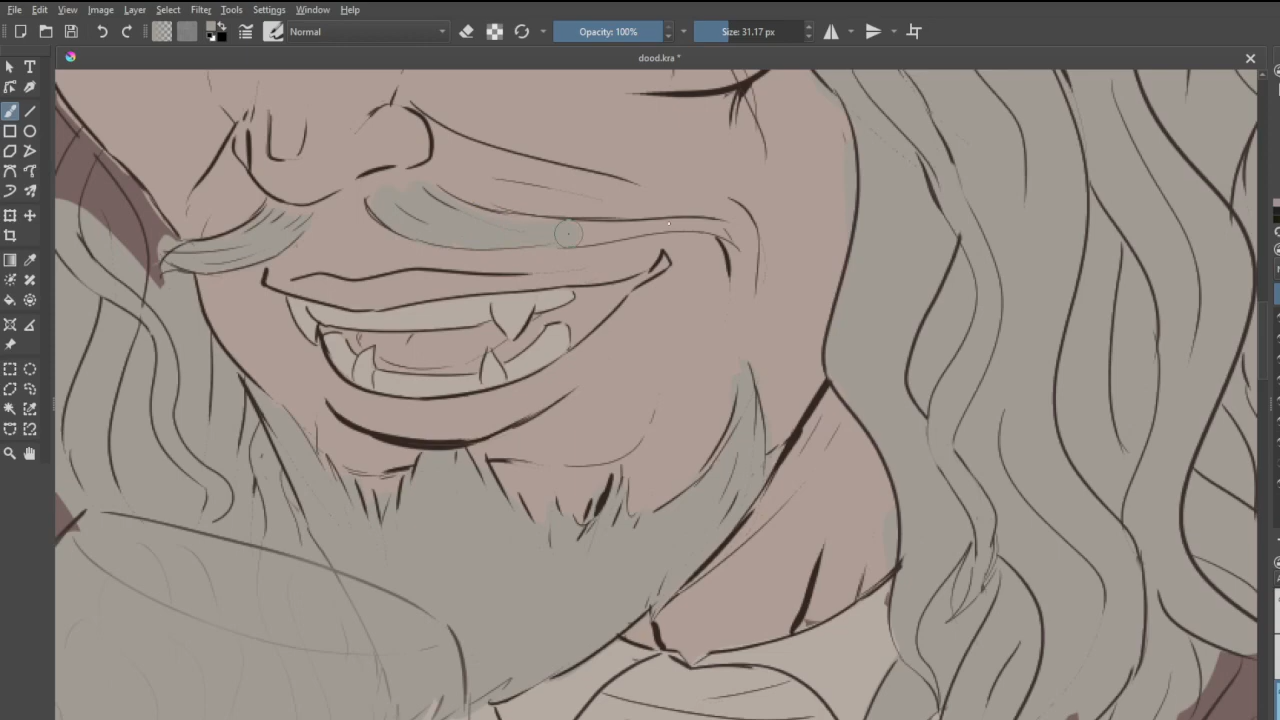 File Edit View Image Layer Select Filter Tools Settings Window Help
Normal Opacity: 100% Size: 31.17 px
dood.kra *